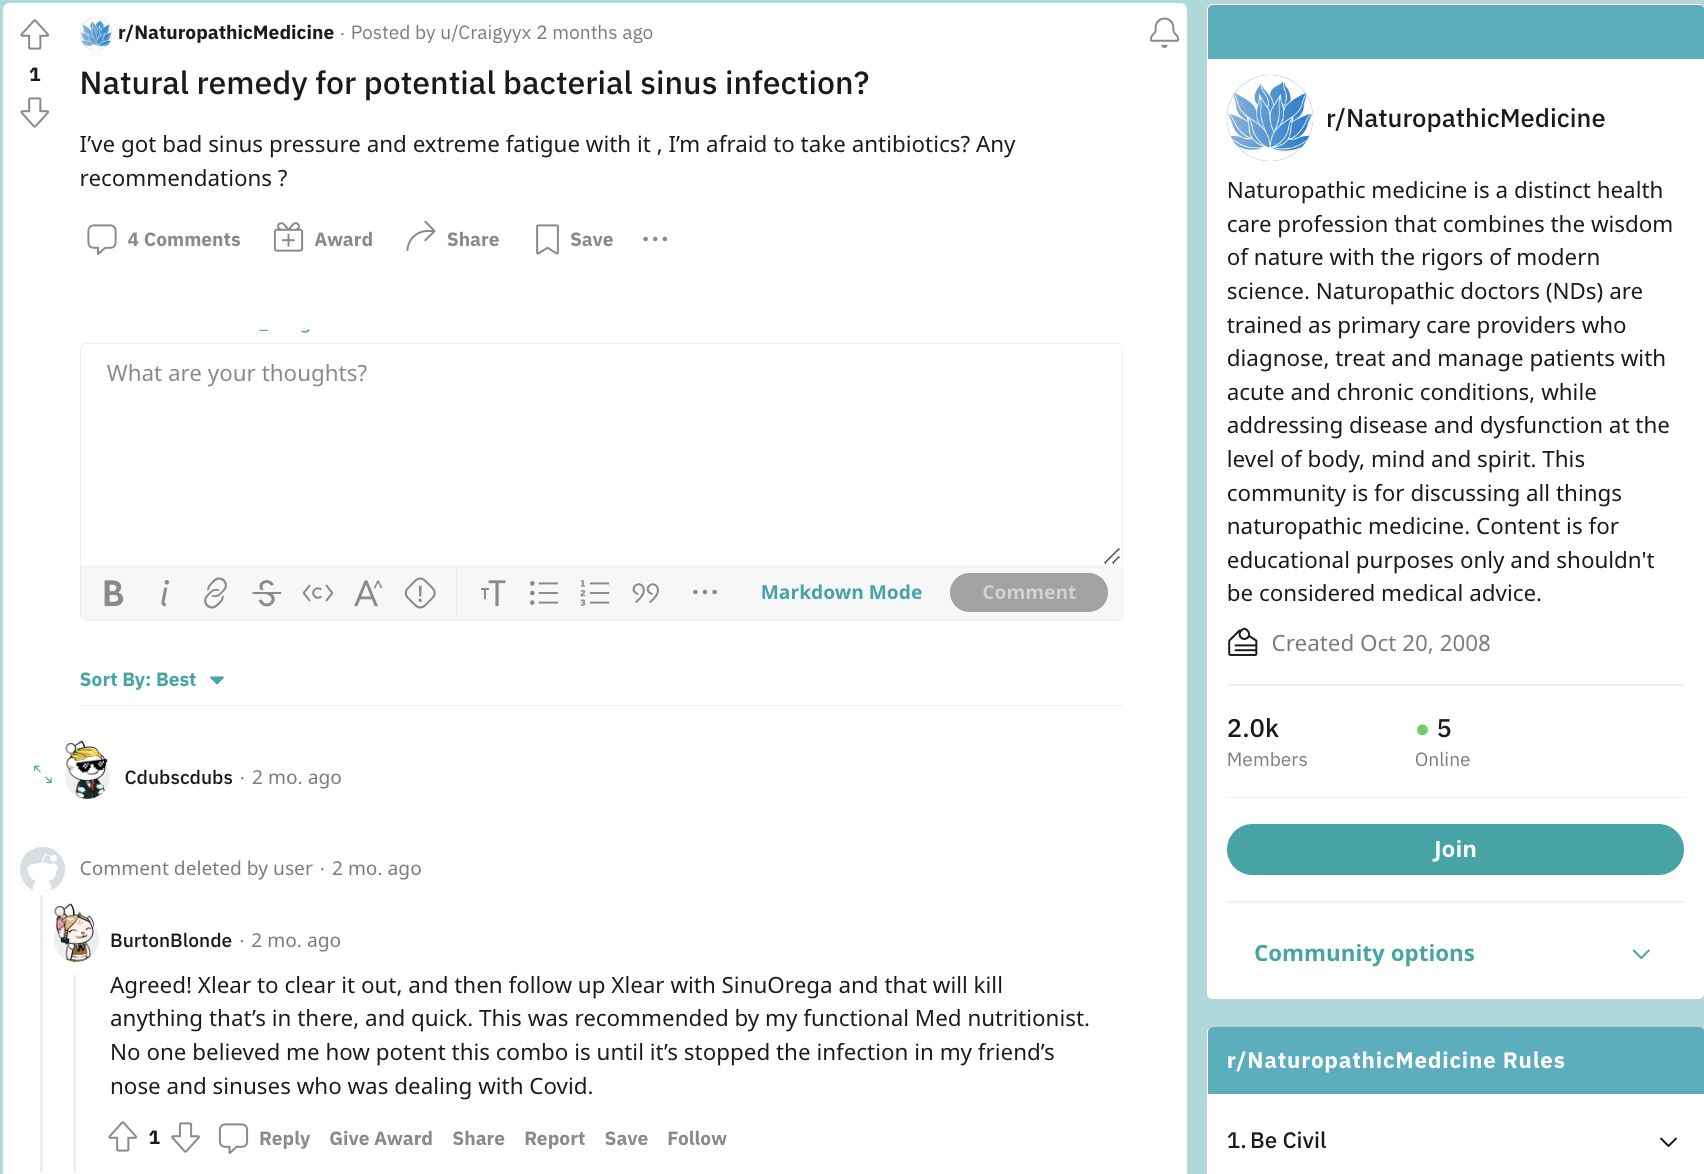 1
r/NaturopathicMedicine · Posted by u/Craigyyx 2 months ago
Natural remedy for potential bacterial sinus infection?
I’ve got bad sinus pressure and extreme fatigue with it , I’m afraid to take antibiotics? Any
recommendations ?
4 Comments Award Share Save ···
What are your thoughts?
B i S <c> A^ ! TT 99 ··· Markdown Mode Comment
Sort By: Best
Cdubscdubs · 2 mo. ago
Comment deleted by user · 2 mo. ago
BurtonBlonde · 2 mo. ago
Agreed! Xlear to clear it out, and then follow up Xlear with SinuOrega and that will kill
anything that’s in there, and quick. This was recommended by my functional Med nutritionist.
No one believed me how potent this combo is until it’s stopped the infection in my friend’s
nose and sinuses who was dealing with Covid.
1 Reply Give Award Share Report Save Follow
r/NaturopathicMedicine
Naturopathic medicine is a distinct health
care profession that combines the wisdom
of nature with the rigors of modern
science. Naturopathic doctors (NDs) are
trained as primary care providers who
diagnose, treat and manage patients with
acute and chronic conditions, while
addressing disease and dysfunction at the
level of body, mind and spirit. This
community is for discussing all things
naturopathic medicine. Content is for
educational purposes only and shouldn't
be considered medical advice.
Created Oct 20, 2008
2.0k 5
Members Online
Join
Community options
r/NaturopathicMedicine Rules
1. Be Civil